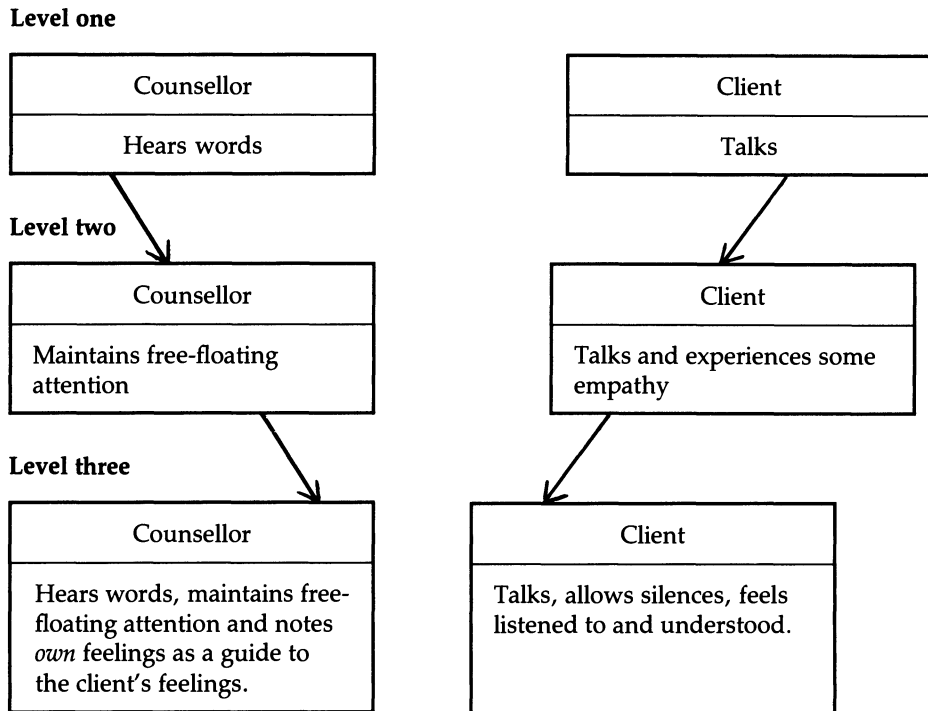 Level one
Counsellor
Hears words
Client
Talks
Level two
Counsellor
Maintains free-floating
attention
Client
Talks and experiences some
empathy
Level three
Counsellor
Hears words, maintains free-
floating attention and notes
own feelings as a guide to
the client's feelings.
Client
Talks, allows silences, feels
listened to and understood.